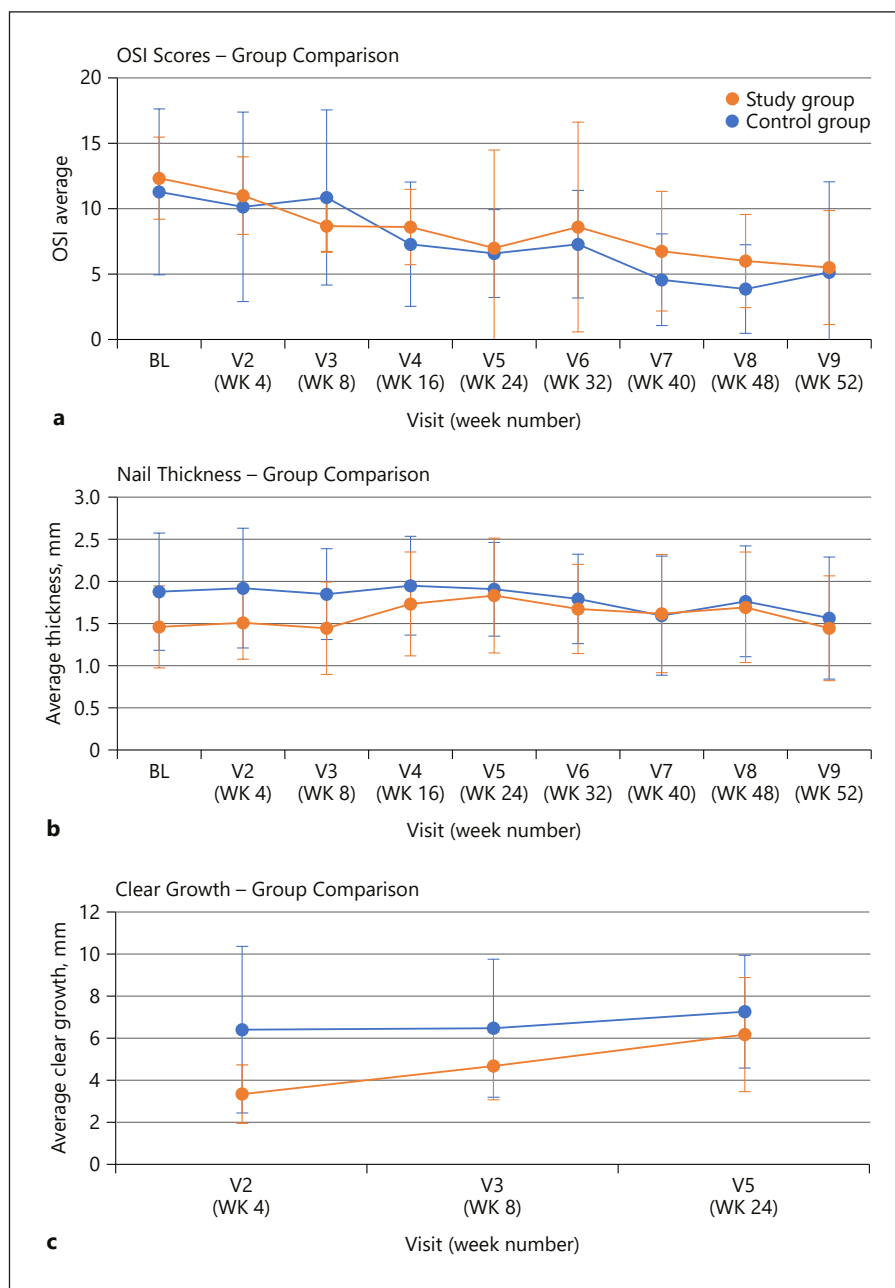 OSI Scores – Group Comparison
20
15
10
5
0
OSI average
Study group
Control group
BL V2 V3 V4 V5 V6 V7 V8 V9
(WK 4) (WK 8) (WK 16) (WK 24) (WK 32) (WK 40) (WK 48) (WK 52)
Visit (week number)
a
Nail Thickness – Group Comparison
3.0
2.5
2.0
1.5
1.0
0.5
0
Average thickness, mm
BL V2 V3 V4 V5 V6 V7 V8 V9
(WK 4) (WK 8) (WK 16) (WK 24) (WK 32) (WK 40) (WK 48) (WK 52)
Visit (week number)
b
Clear Growth – Group Comparison
12
10
8
6
4
2
0
Average clear growth, mm
V2 V3 V5
(WK 4) (WK 8) (WK 24)
Visit (week number)
c